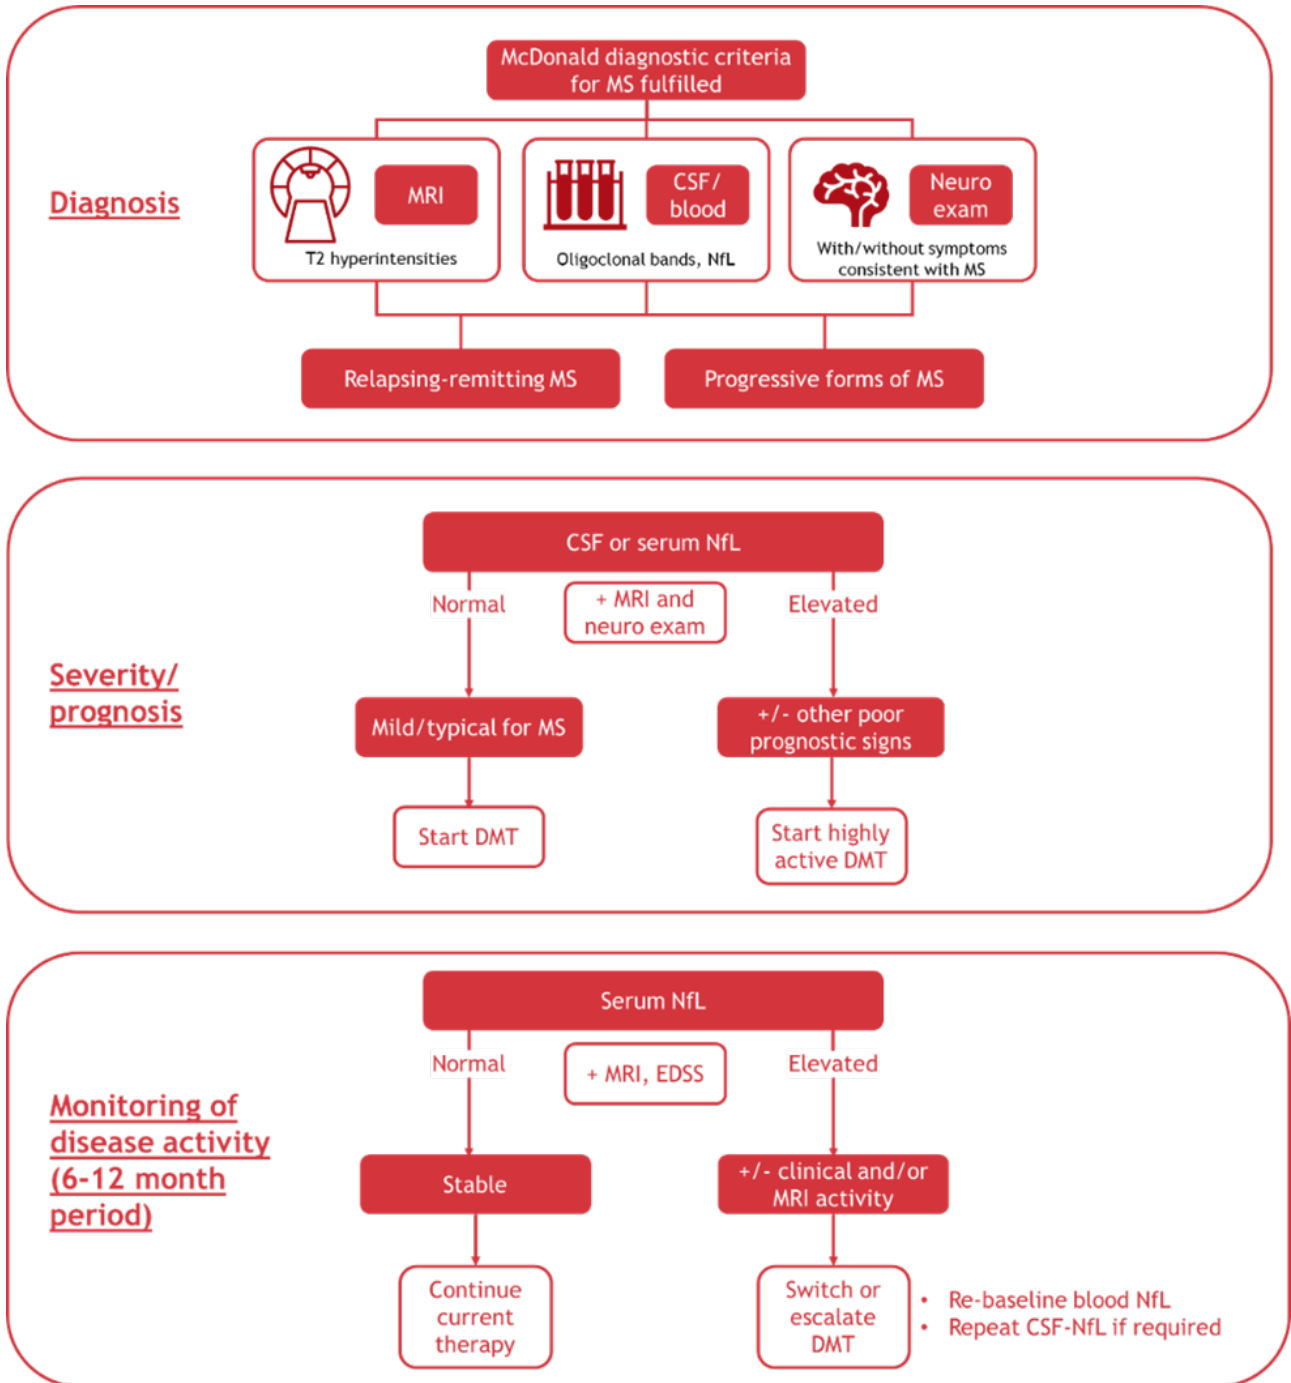 McDonald diagnostic criteria
for MS fulfilled
Diagnosis
MRI
T2 hyperintensities
CSF/
blood
Oligoclonal bands, NfL
Neuro
exam
With/without symptoms
consistent with MS
Relapsing-remitting MS
Progressive forms of MS
Severity/
prognosis
CSF or serum NfL
Normal
+ MRI and
neuro exam
Elevated
Mild/typical for MS
+/- other poor
prognostic signs
Start DMT
Start highly
active DMT
Monitoring of
disease activity
(6-12 month
period)
Serum NfL
Normal
+ MRI, EDSS
Elevated
Stable
+/- clinical and/or
MRI activity
Continue
current
therapy
Switch or
escalate
DMT
• Re-baseline blood NfL
• Repeat CSF-NfL if required